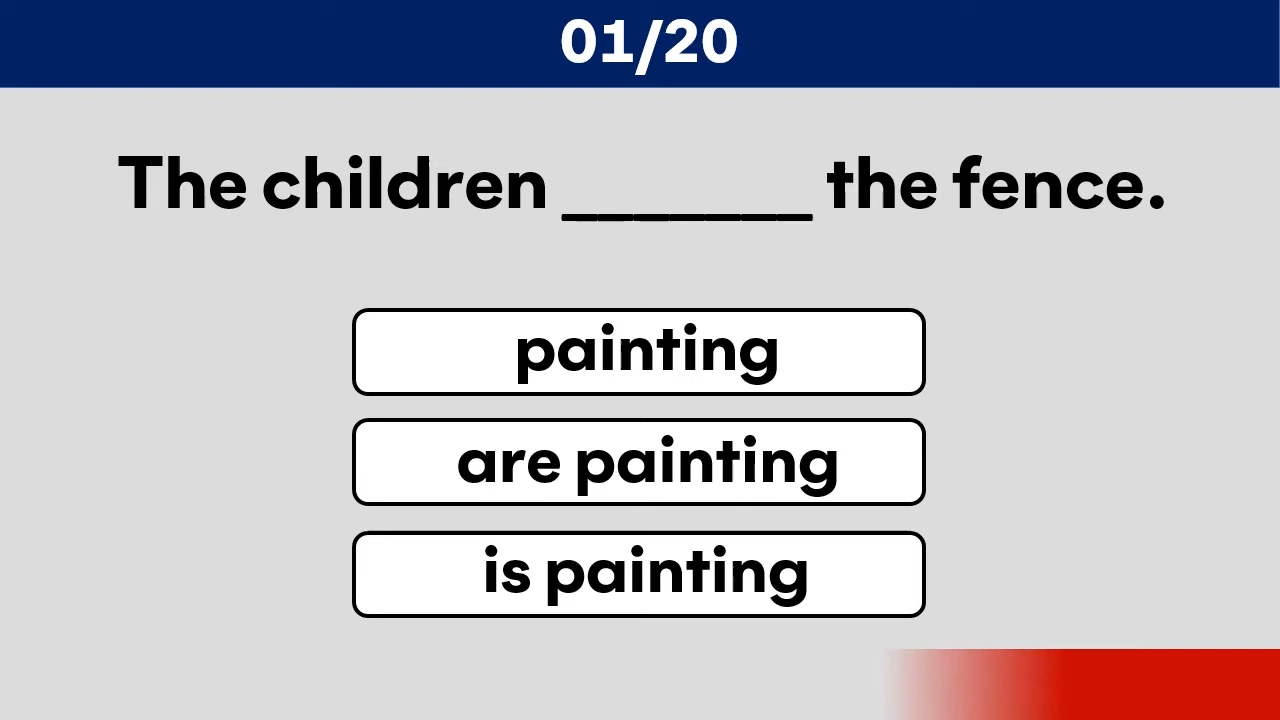 01/20
The children _______ the fence.
painting
are painting
is painting